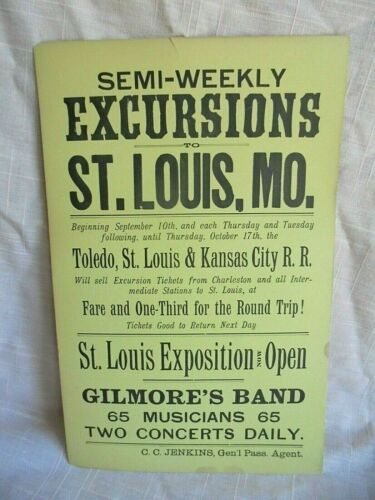 SEMI-WEEKLY
EXCURSIONS
TO
ST. LOUIS, MO.
Beginning September 10th, and each Thursday and Tuesday
following, until Thursday, October 17th, the
Toledo, St. Louis & Kansas City R. R.
Will sell Excursion Tickets from Charleston and all Inter-
mediate Stations to St. Louis, at
Fare and One-Third for the Round Trip!
Tickets Good to Return Next Day
St. Louis Exposition NOW Open
GILMORE'S BAND
65 MUSICIANS 65
TWO CONCERTS DAILY.
C. C. JENKINS, Gen'l Pass. Agent.